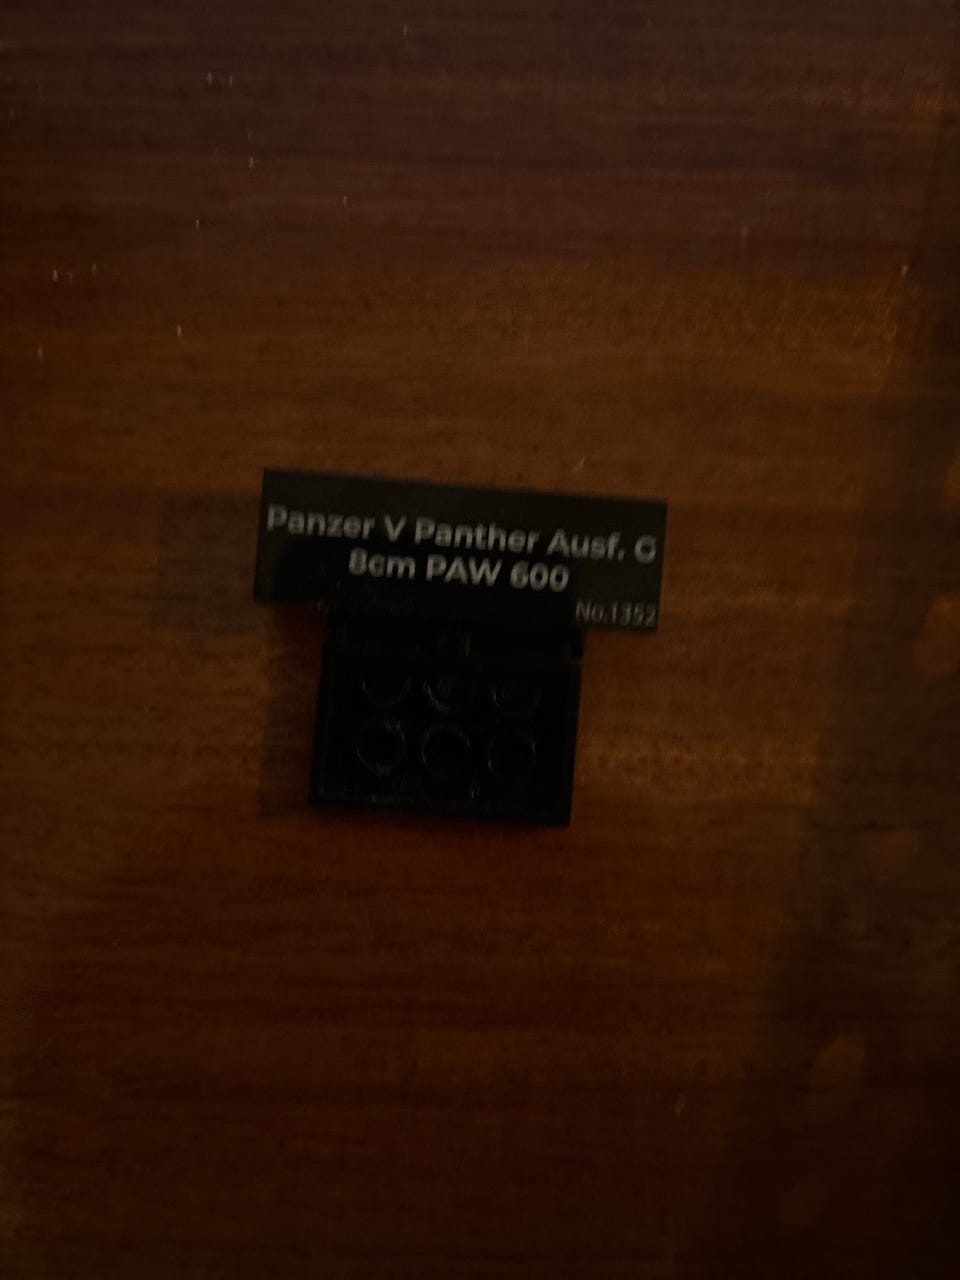 Panzer V Panther Ausf. G
8cm PAW 600
No.1352